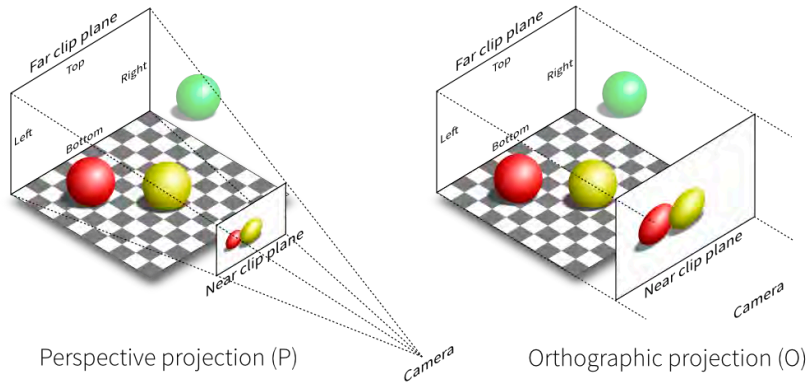 Far clip plane
Top
Right
Left
Bottom
Near clip plane
Camera
Perspective projection (P)
Far clip plane
Top
Right
Left
Bottom
Near clip plane
Camera
Orthographic projection (O)